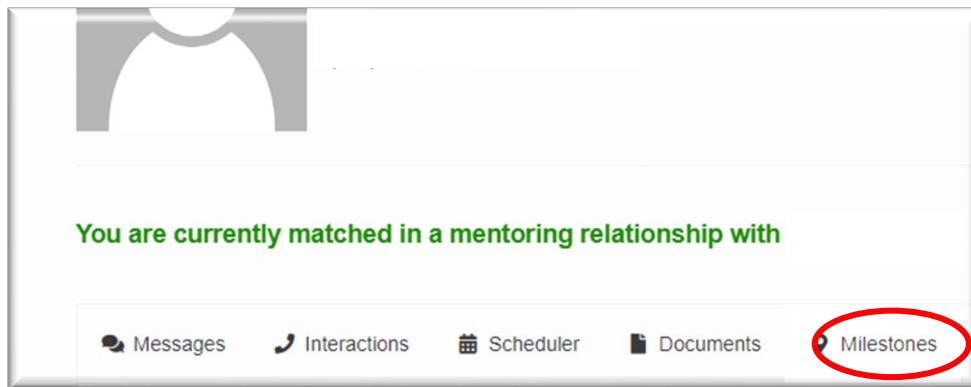 You are currently matched in a mentoring relationship with
Messages Interactions Scheduler Documents Milestones